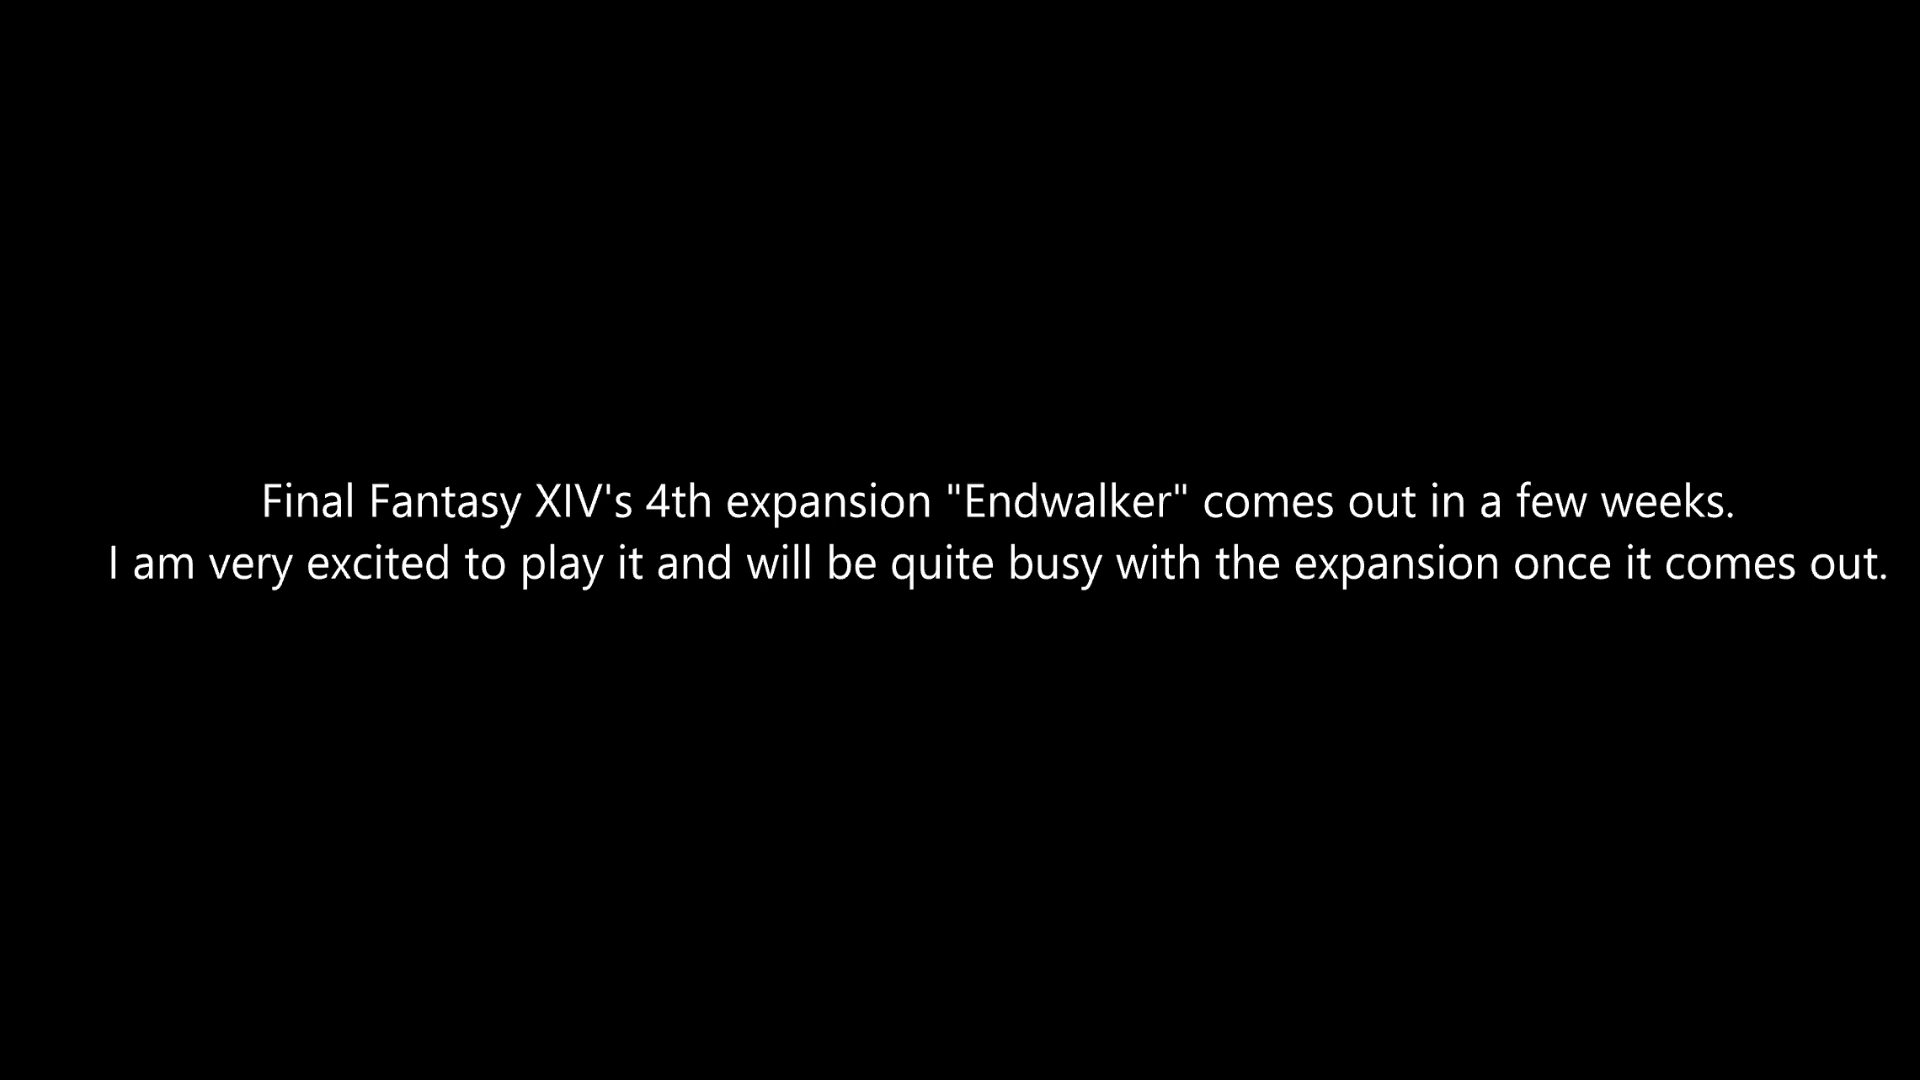 Final Fantasy XIV's 4th expansion "Endwalker" comes out in a few weeks.
I am very excited to play it and will be quite busy with the expansion once it comes out.